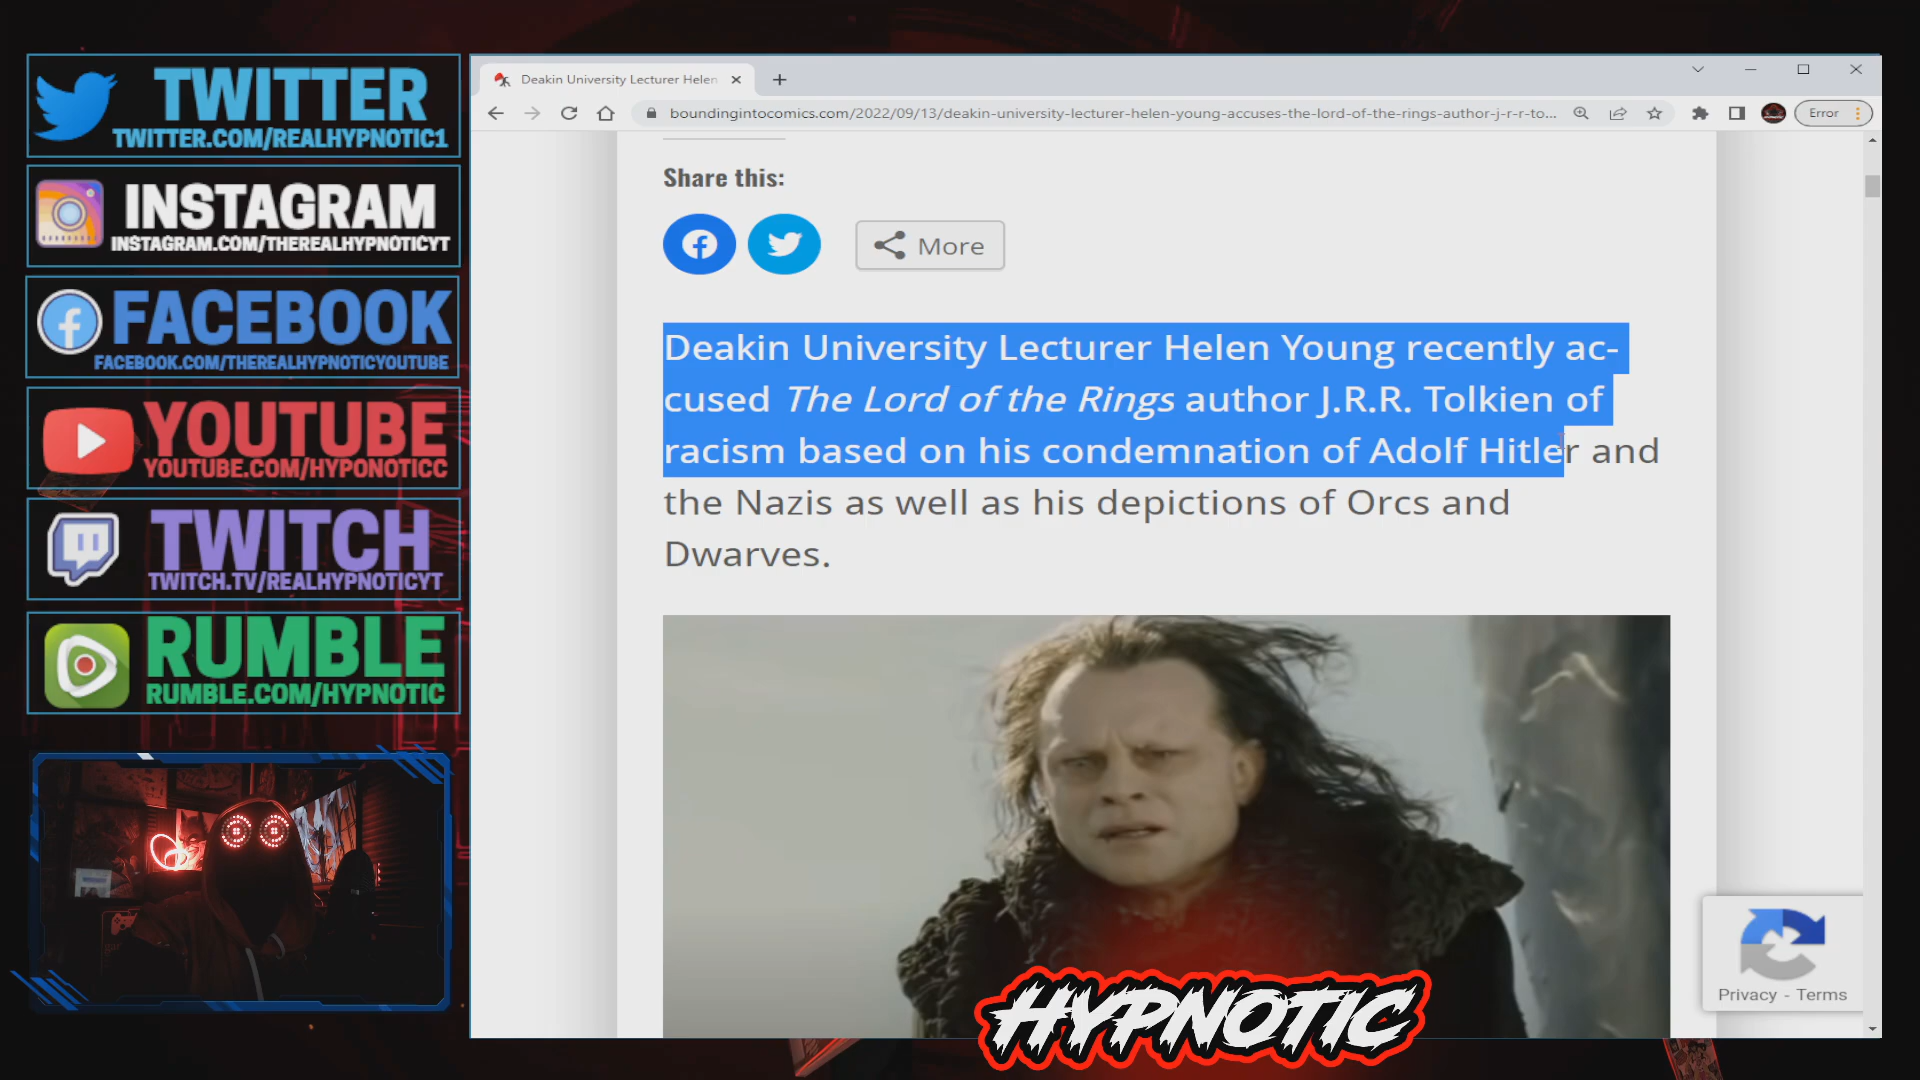 TWITTER
TWITTER.COM/REALHYPNOTIC1
INSTAGRAM
INSTAGRAM.COM/THEREALHYPNOTICYT
FACEBOOK
FACEBOOK.COM/THEREALHYPNOTICYOUTUBE
YOUTUBE
YOUTUBE.COM/HYPONOTICC
TWITCH
TWITCH.TV/REALHYPNOTICYT
RUMBLE
RUMBLE.COM/HYPNOTIC
Deakin University Lecturer Helen
boundingintocomics.com/2022/09/13/deakin-university-lecturer-helen-young-accuses-the-lord-of-the-rings-author-j-r-r-to...
Error
Share this:
More
Deakin University Lecturer Helen Young recently ac-
cused The Lord of the Rings author J.R.R. Tolkien of
racism based on his condemnation of Adolf Hitler and
the Nazis as well as his depictions of Orcs and
Dwarves.
Privacy - Terms
HYPNOTIC